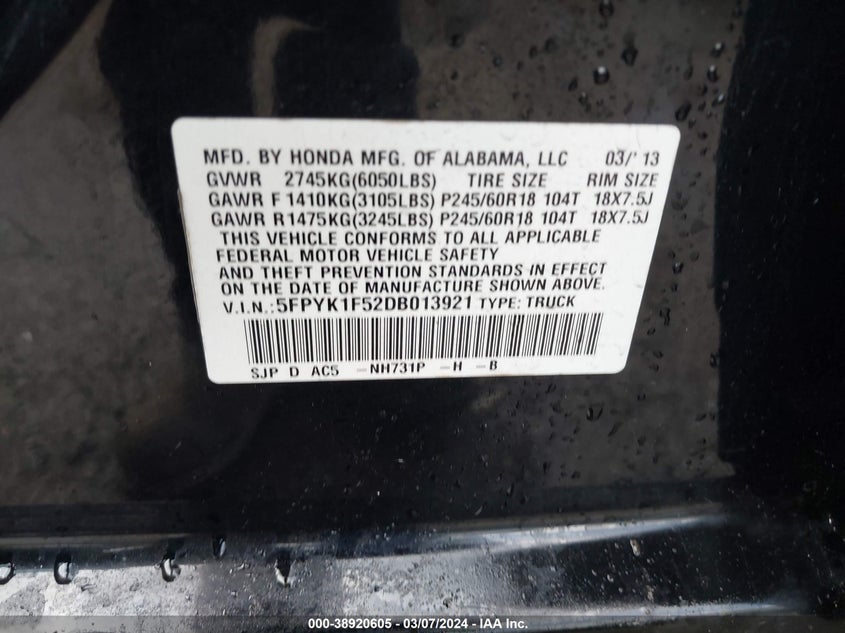 MFD. BY HONDA MFG. OF ALABAMA, LLC 03/'13
GVWR 2745KG(6050LBS) TIRE SIZE RIM SIZE
GAWR F 1410KG(3105LBS) P245/60R18 104T 18X7.5J
GAWR R 1475KG(3245LBS) P245/60R18 104T 18X7.5J
THIS VEHICLE CONFORMS TO ALL APPLICABLE
FEDERAL MOTOR VEHICLE SAFETY
AND THEFT PREVENTION STANDARDS IN EFFECT
ON THE DATE OF MANUFACTURE SHOWN ABOVE.
V.I.N.:5FPYK1F52DB013921 TYPE: TRUCK
SJP D AC5 -NH731P -H -B
000-38920605 - 03/07/2024 - IAA Inc.